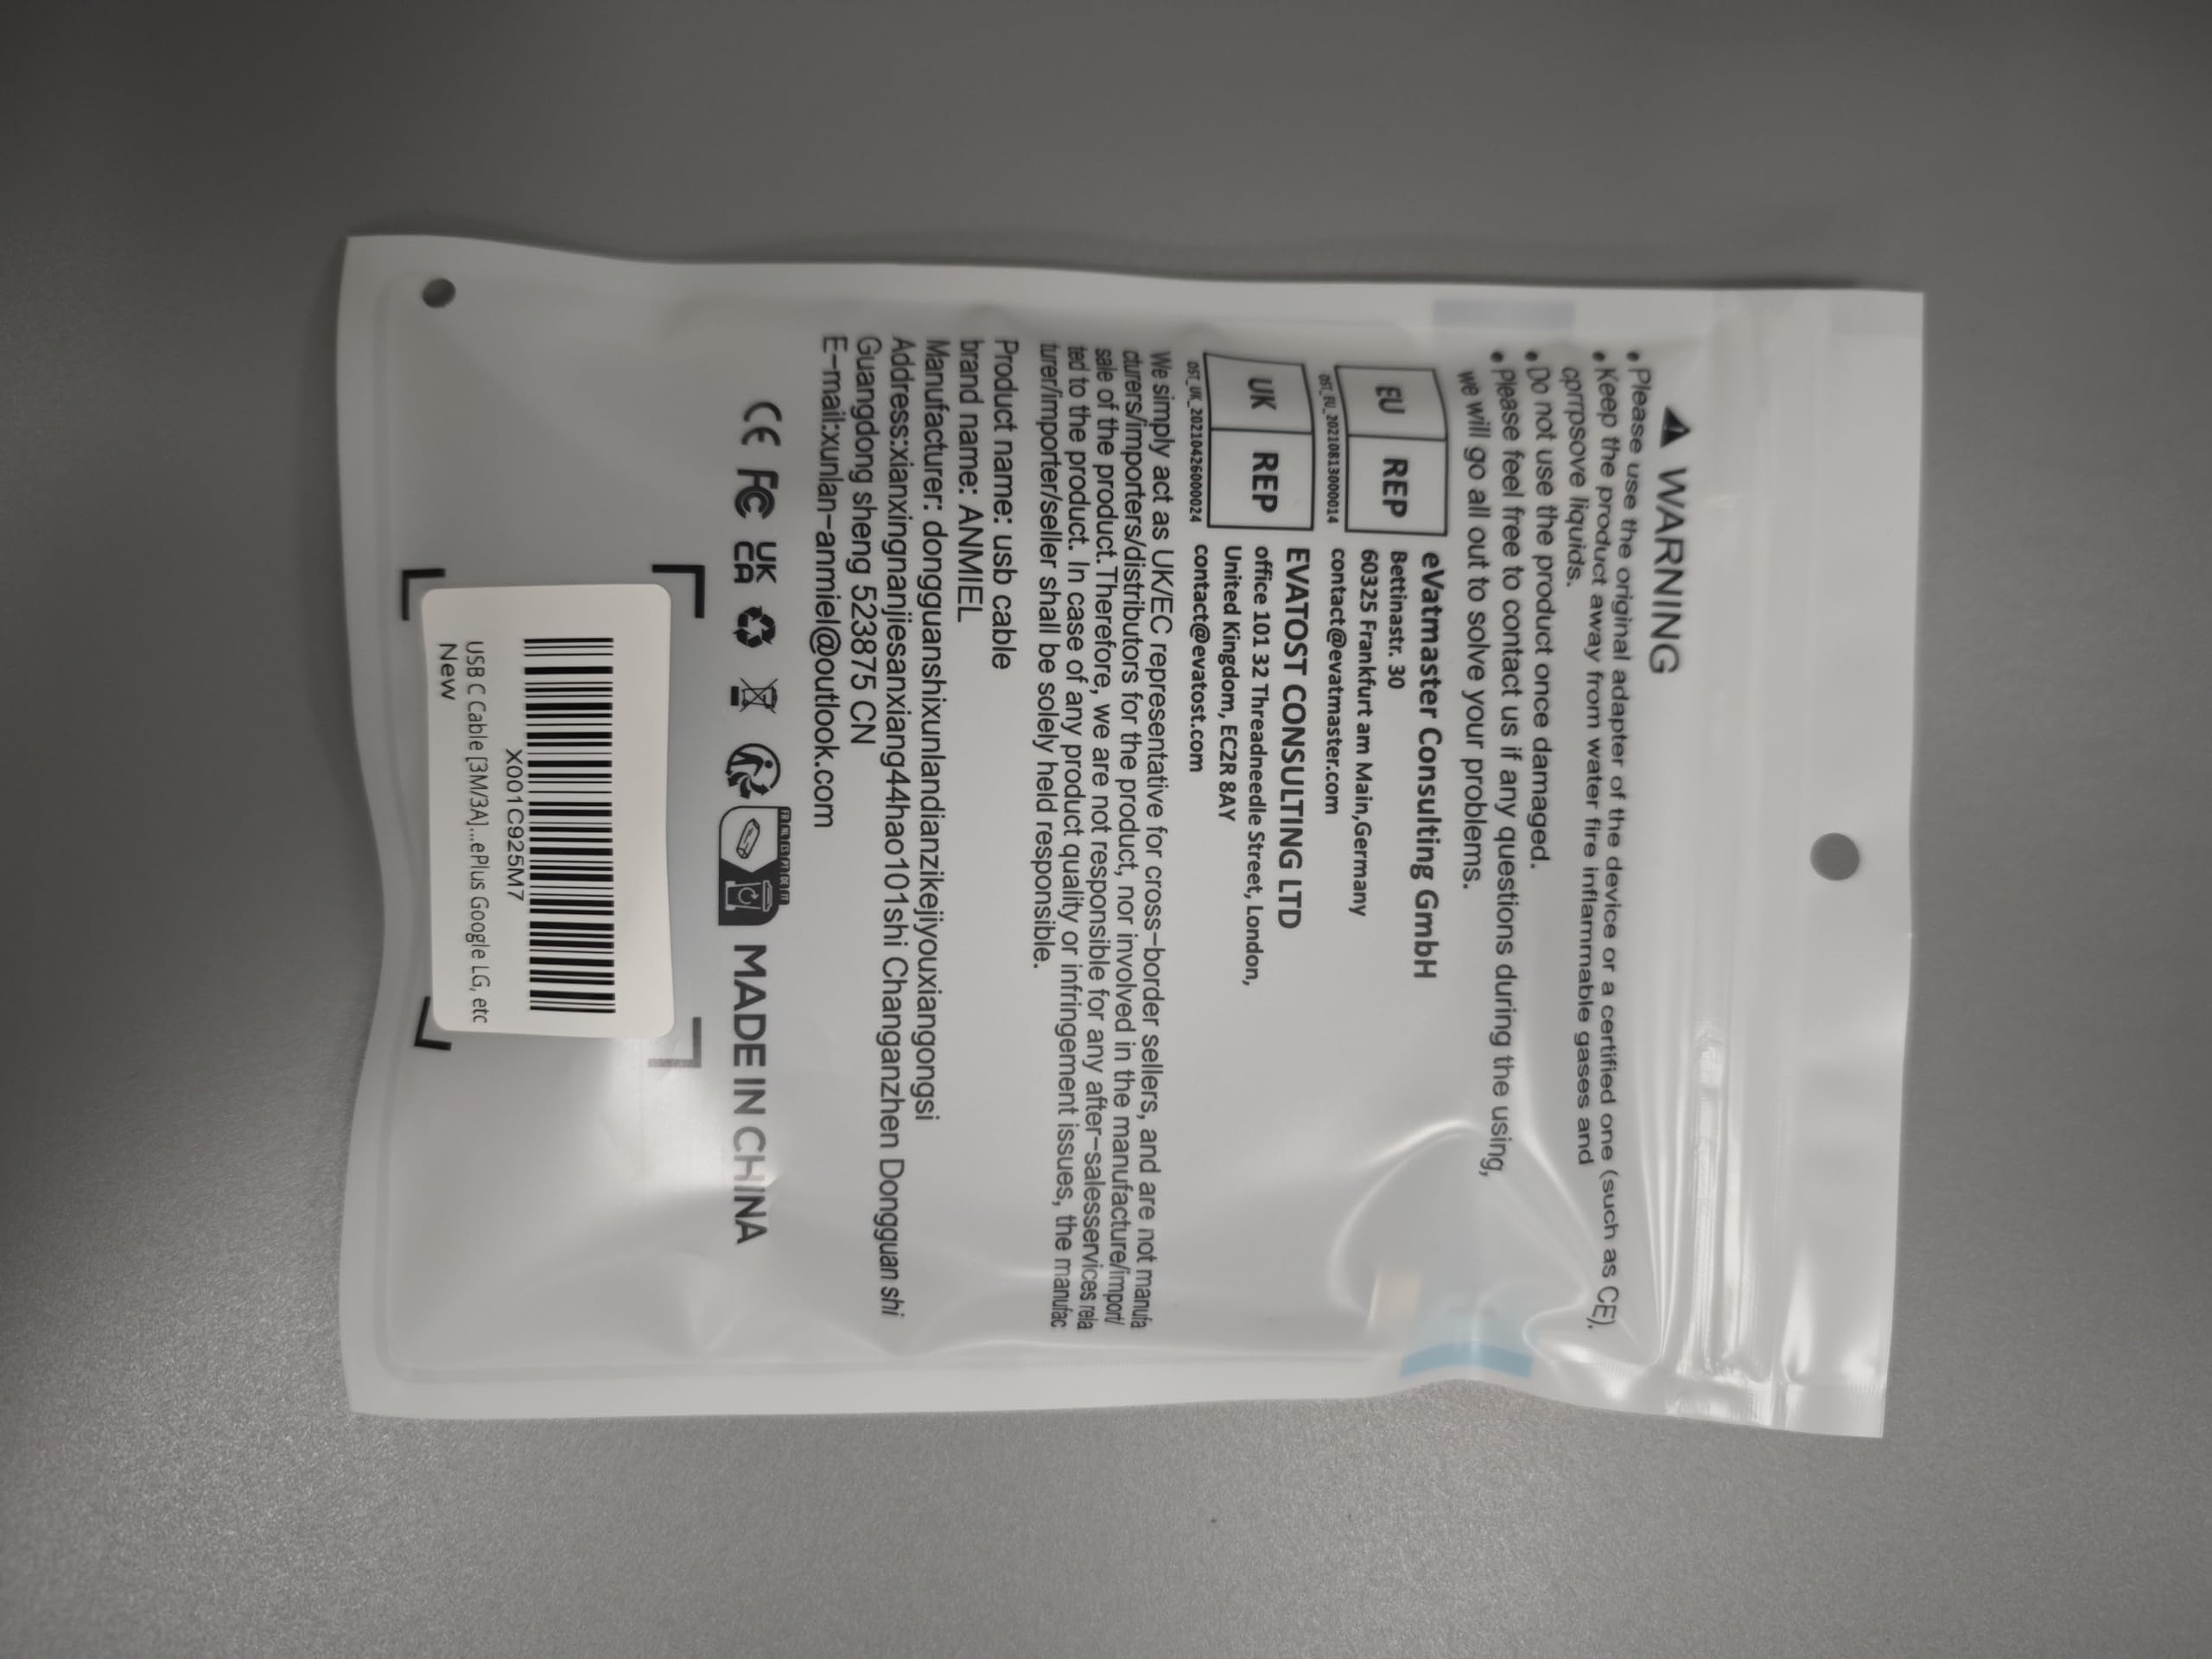 ⚠ WARNING
• Please use the original adapter of the device or a certified one (such as CE).
• Keep the product away from water fire inflammable gases and
cprrpsove liquids.
• Do not use the product once damaged.
• Please feel free to contact us if any questions during the using,
we will go all out to solve your problems.
EU REP
OST_EU_20210813000014
eVatmaster Consulting GmbH
Bettinastr. 30
60325 Frankfurt am Main,Germany
contact@evatmaster.com
UK REP
OST_UK_20210426000024
EVATOST CONSULTING LTD
office 101 32 Threadneedle Street, London,
United Kingdom, EC2R 8AY
contact@evatost.com
We simply act as UK/EC representative for cross-border sellers, and are not manufa
cturers/importers/distributors for the product, nor involved in the manufacture/import/
sale of the product.Therefore, we are not responsible for any after-salesservices rela
ted to the product. In case of any product quality or infringement issues, the manufac
turer/importer/seller shall be solely held responsible.
Product name: usb cable
brand name: ANMIEL
Manufacturer: dongguanshixunlandianzikejiyouxiangongsi
Address:xianxingnanjiesanxiang44hao101shi Changanzhen Dongguan shi
Guangdong sheng 523875 CN
E-mail:xunlan-anmiel@outlook.com
CE FC UK CA MADE IN CHINA
X001C925M7
USB C Cable [3M/3A]...ePlus Google LG, etc
New